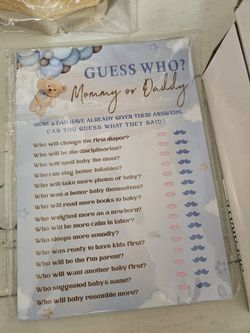 GUESS WHO?
Mommy or Daddy
MOM & DAD HAVE ALREADY GIVEN THEIR ANSWERS.
CAN YOU GUESS WHAT THEY SAID?
Who will change the first diaper?
Who will be the disciplinarian?
Who will spoil baby the most?
Who can sing better lullabies?
Who will take more photos of baby?
Who was a better baby themselves?
Who will read more books to baby?
Who weighed more as a newborn?
Who will be more calm in labor?
Who sleeps more soundly?
Who was ready to have kids first?
Who will be the fun parent?
Who will want another baby first?
Who suggested baby's name?
Who will baby resemble more?